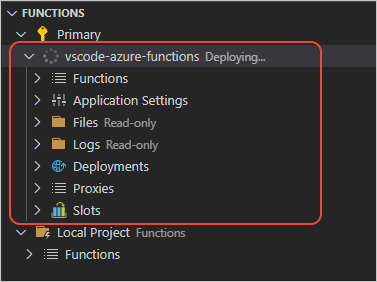 FUNCTIONS
Primary
vscode-azure-functions Deploying...
Functions
Application Settings
Files Read-only
Logs Read-only
Deployments
Proxies
Slots
Local Project Functions
Functions